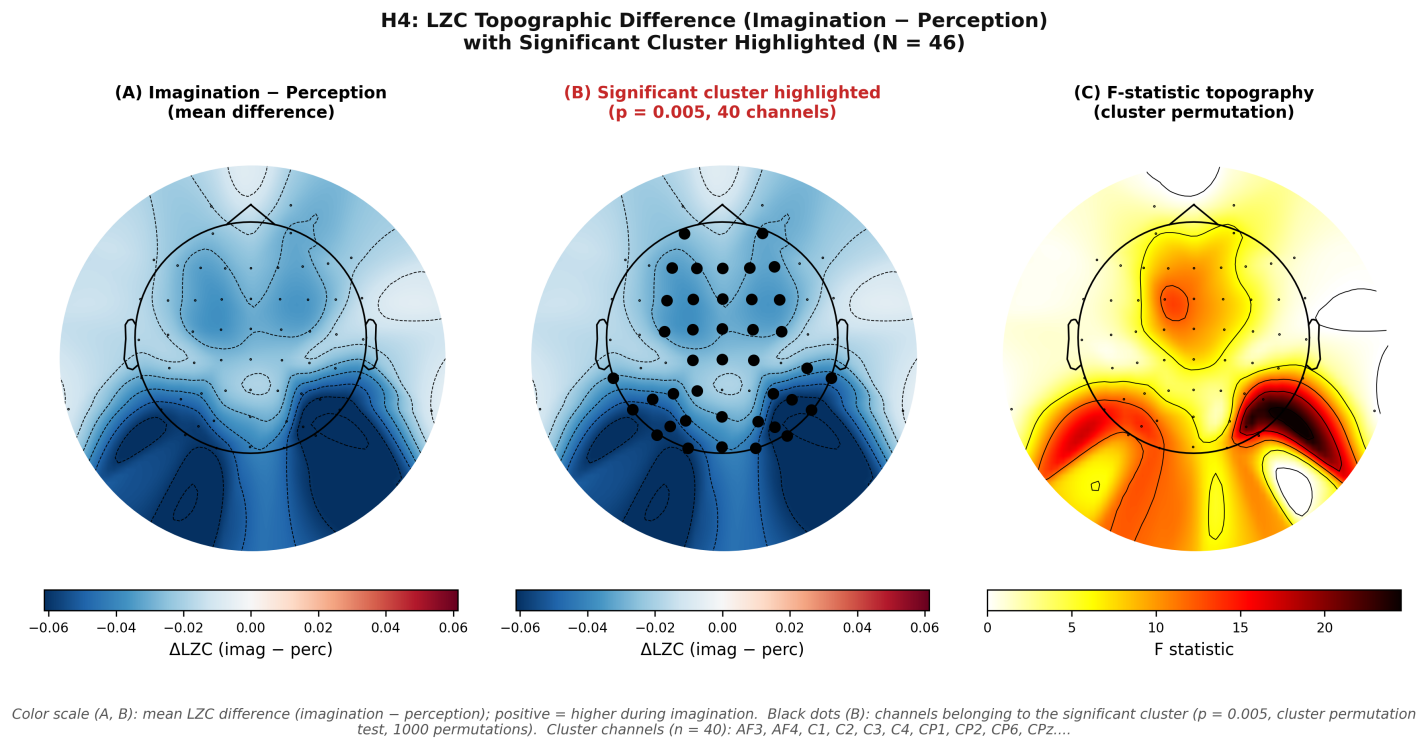 H4: LZC Topographic Difference (Imagination − Perception)
with Significant Cluster Highlighted (N = 46)
(A) Imagination − Perception
(mean difference)
(B) Significant cluster highlighted
(p = 0.005, 40 channels)
(C) F-statistic topography
(cluster permutation)
−0.06 −0.04 −0.02 0.00 0.02 0.04 0.06
ΔLZC (imag − perc)
−0.06 −0.04 −0.02 0.00 0.02 0.04 0.06
ΔLZC (imag − perc)
0 5 10 15 20
F statistic
Color scale (A, B): mean LZC difference (imagination − perception); positive = higher during imagination.  Black dots (B): channels belonging to the significant cluster (p = 0.005, cluster permutation
test, 1000 permutations).  Cluster channels (n = 40): AF3, AF4, C1, C2, C3, C4, CP1, CP2, CP6, CPz....